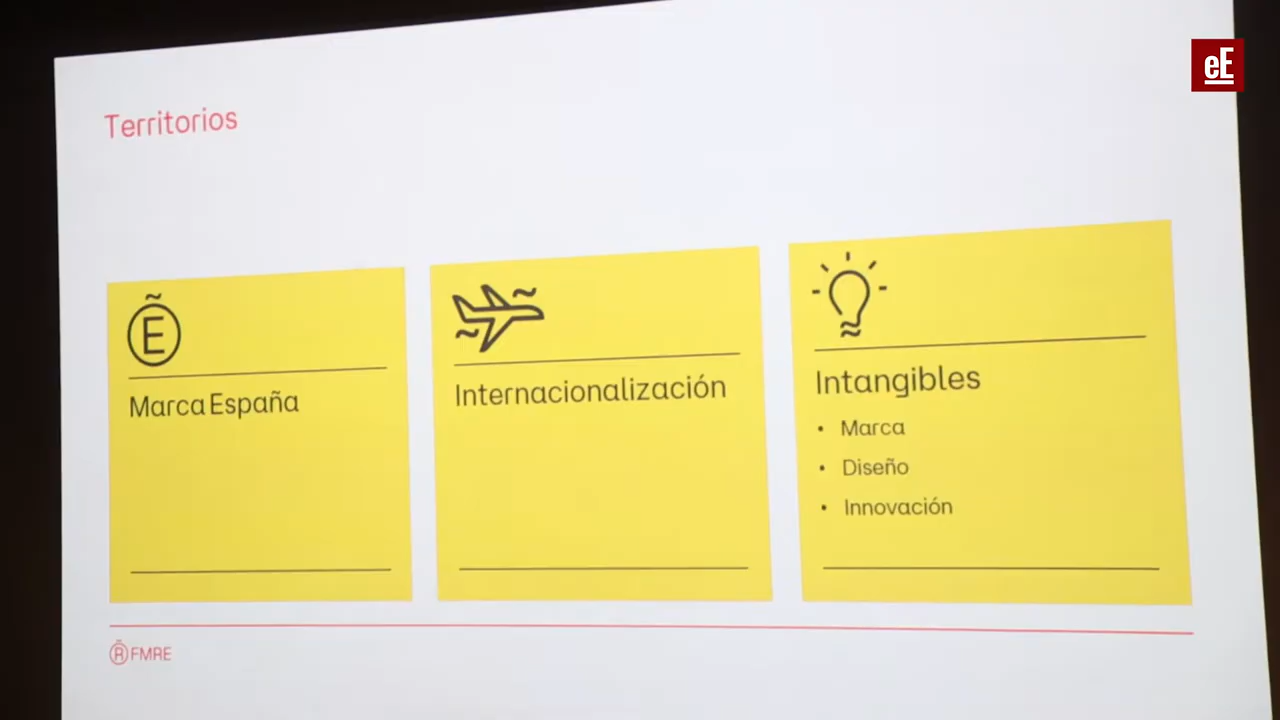 eE
Territorios
Ẽ
Marca España
Internacionalización
Intangibles
• Marca
• Diseño
• Innovación
R̃ FMRE